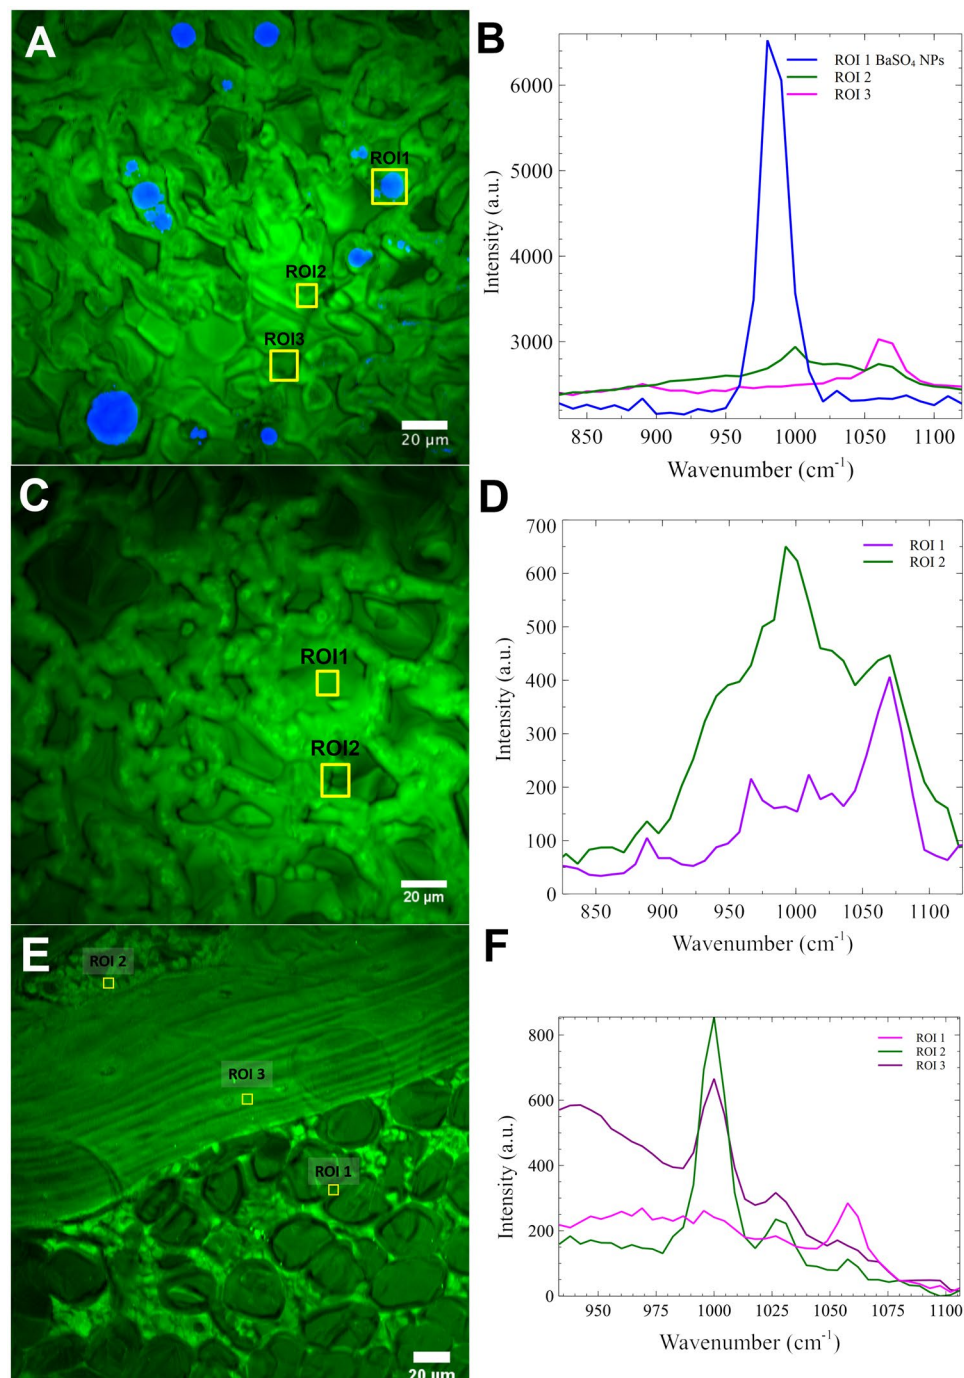 A
ROI1
ROI2
ROI3
20 µm
B
ROI 1 BaSO₄ NPs
ROI 2
ROI 3
6000
5000
4000
3000
Intensity (a.u.)
850 900 950 1000 1050 1100
Wavenumber (cm⁻¹)
C
ROI1
ROI2
20 µm
D
ROI 1
ROI 2
700
600
500
400
300
200
100
0
Intensity (a.u.)
850 900 950 1000 1050 1100
Wavenumber (cm⁻¹)
E
ROI 2
ROI 3
ROI 1
20 µm
F
ROI 1
ROI 2
ROI 3
800
600
400
200
0
Intensity (a.u.)
950 975 1000 1025 1050 1075 1100
Wavenumber (cm⁻¹)